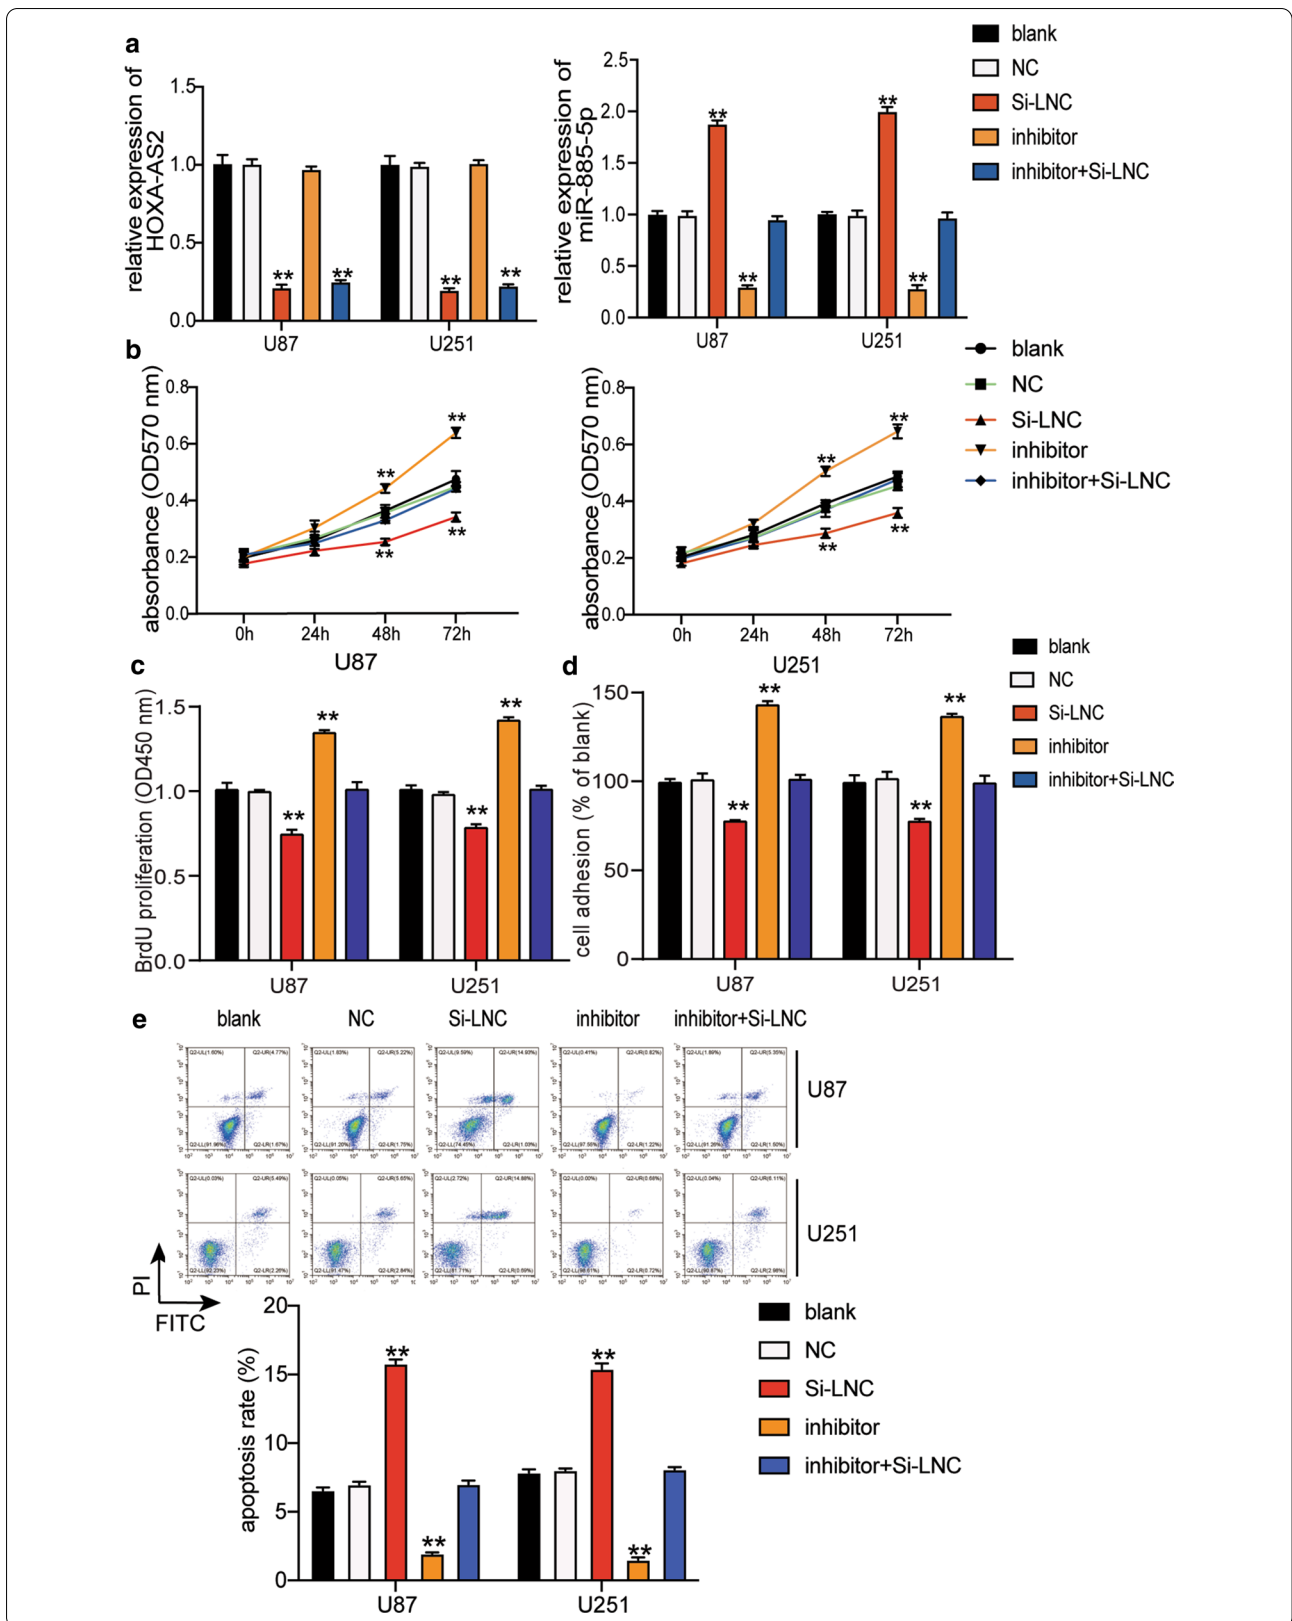 a
relative expression of
HOXA-AS2
1.5
1.0
0.5
0.0
** ** ** **
U87 U251
relative expression of
miR-885-5p
2.5
2.0
1.5
1.0
0.5
0.0
** ** ** **
U87 U251
blank
NC
Si-LNC
inhibitor
inhibitor+Si-LNC
b
absorbance (OD570 nm)
0.8
0.6
0.4
0.2
0.0
** ** ** **
0h 24h 48h 72h
U87
absorbance (OD570 nm)
0.8
0.6
0.4
0.2
0.0
** ** ** **
0h 24h 48h 72h
U251
blank
NC
Si-LNC
inhibitor
inhibitor+Si-LNC
c
BrdU proliferation (OD450 nm)
1.5
1.0
0.5
0.0
** ** ** **
U87 U251
d
cell adhesion (% of blank)
150
100
50
0
** ** ** **
U87 U251
blank
NC
Si-LNC
inhibitor
inhibitor+Si-LNC
e
blank NC Si-LNC inhibitor inhibitor+Si-LNC
U87
U251
PI
FITC
apoptosis rate (%)
20
15
10
5
0
** ** ** **
U87 U251
blank
NC
Si-LNC
inhibitor
inhibitor+Si-LNC